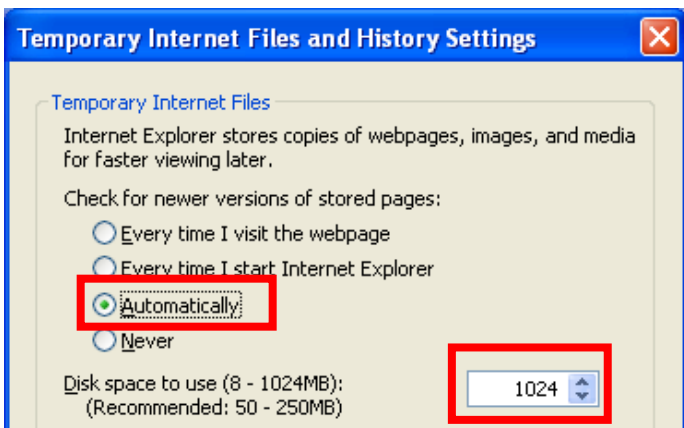 Temporary Internet Files and History Settings
Temporary Internet Files
Internet Explorer stores copies of webpages, images, and media
for faster viewing later.
Check for newer versions of stored pages:
Every time I visit the webpage
Every time I start Internet Explorer
Automatically
Never
Disk space to use (8 - 1024MB): 1024
(Recommended: 50 - 250MB)